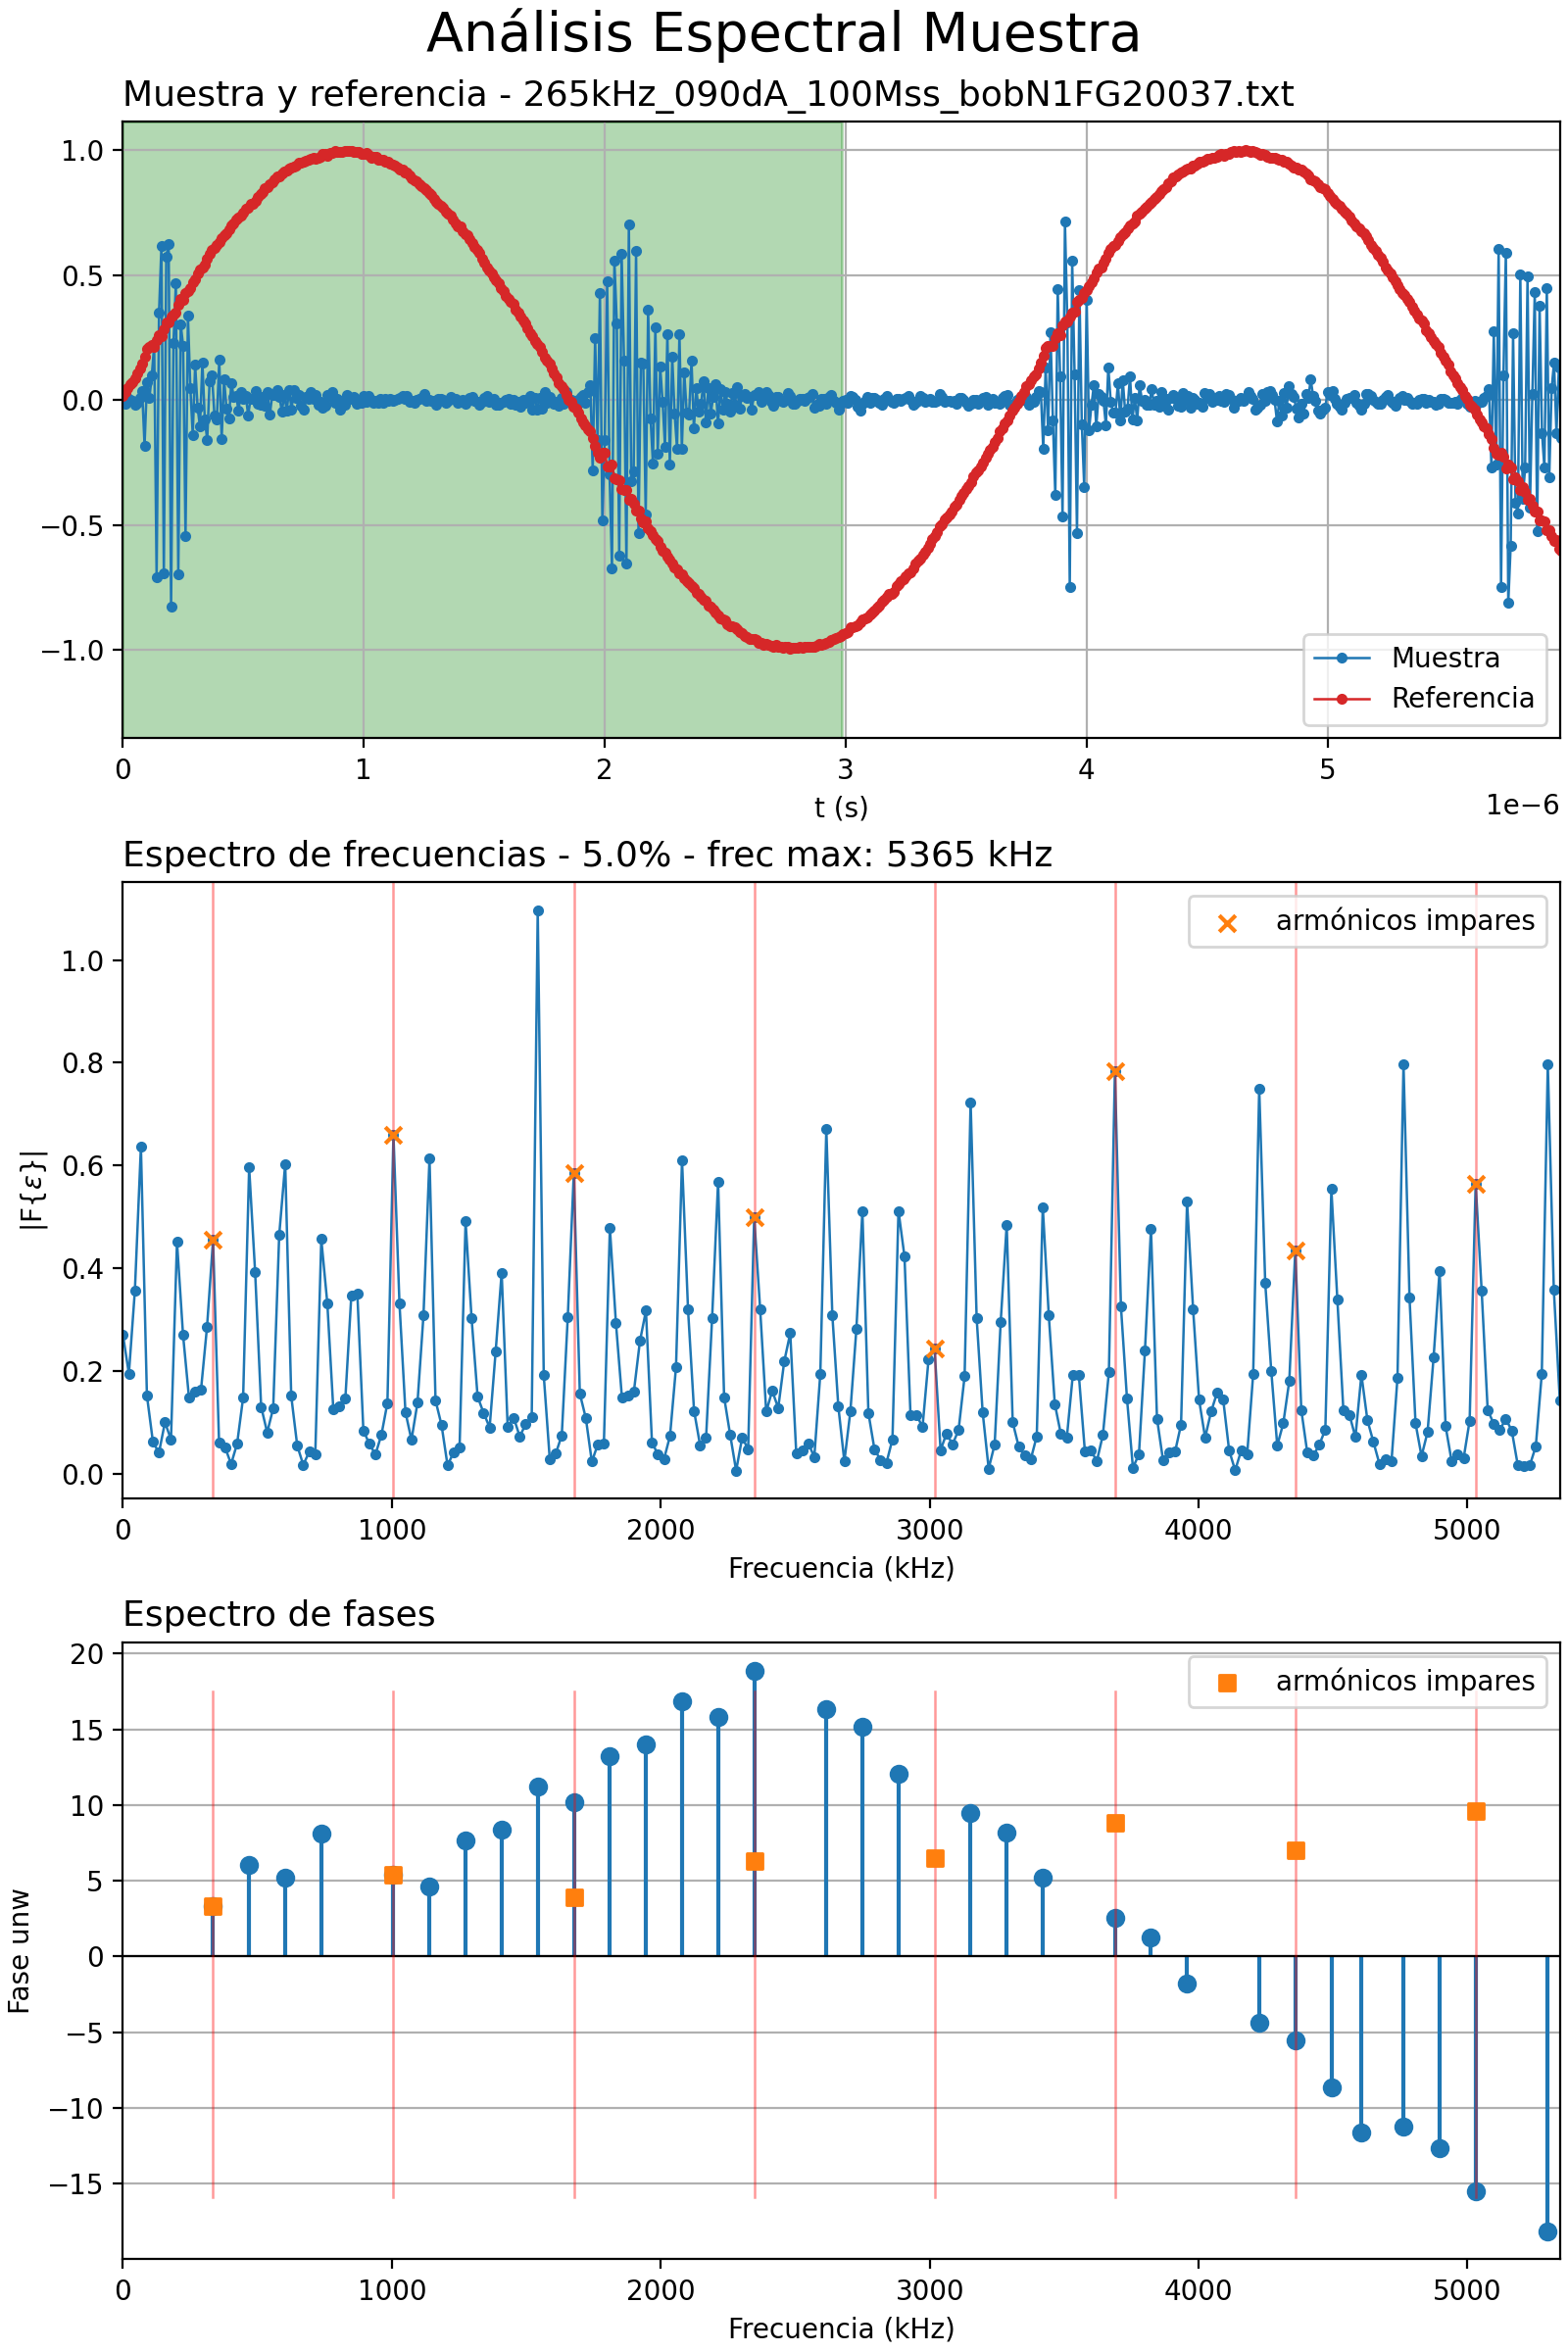 Análisis Espectral Muestra
Muestra y referencia - 265kHz_090dA_100Mss_bobN1FG20037.txt
1.0
0.5
0.0
−0.5
−1.0
Muestra
Referencia
0 1 2 3 4 5
t (s)
1e−6
Espectro de frecuencias - 5.0% - frec max: 5365 kHz
armónicos impares
1.0
0.8
0.6
0.4
0.2
0.0
|F{ε}|
0 1000 2000 3000 4000 5000
Frecuencia (kHz)
Espectro de fases
armónicos impares
20
15
10
5
0
−5
−10
−15
Fase unw
0 1000 2000 3000 4000 5000
Frecuencia (kHz)